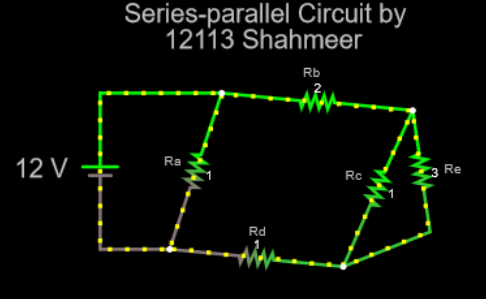 Series-parallel Circuit by
12113 Shahmeer
Rb
2
12 V
Ra
1
Rc
1
3 Re
Rd
1